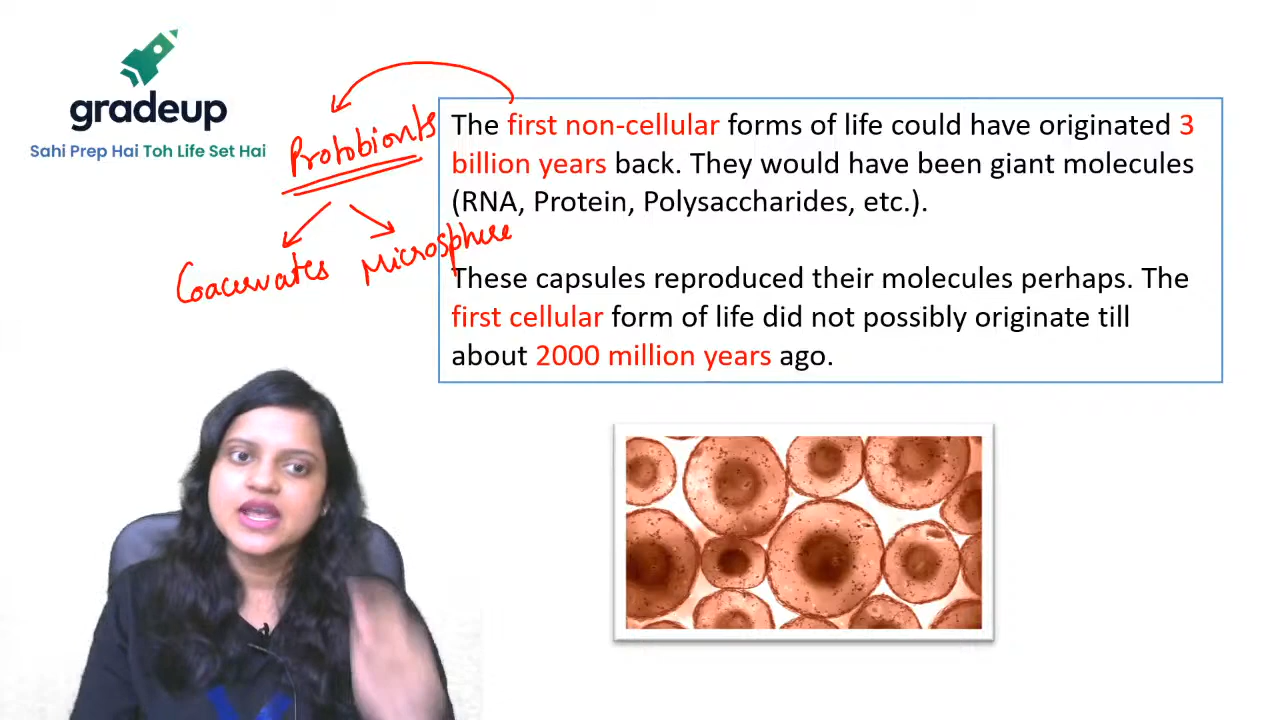 gradeup
Sahi Prep Hai Toh Life Set Hai
Protobionts
Coacervates Microsphere
The first non-cellular forms of life could have originated 3
billion years back. They would have been giant molecules
(RNA, Protein, Polysaccharides, etc.).
These capsules reproduced their molecules perhaps. The
first cellular form of life did not possibly originate till
about 2000 million years ago.